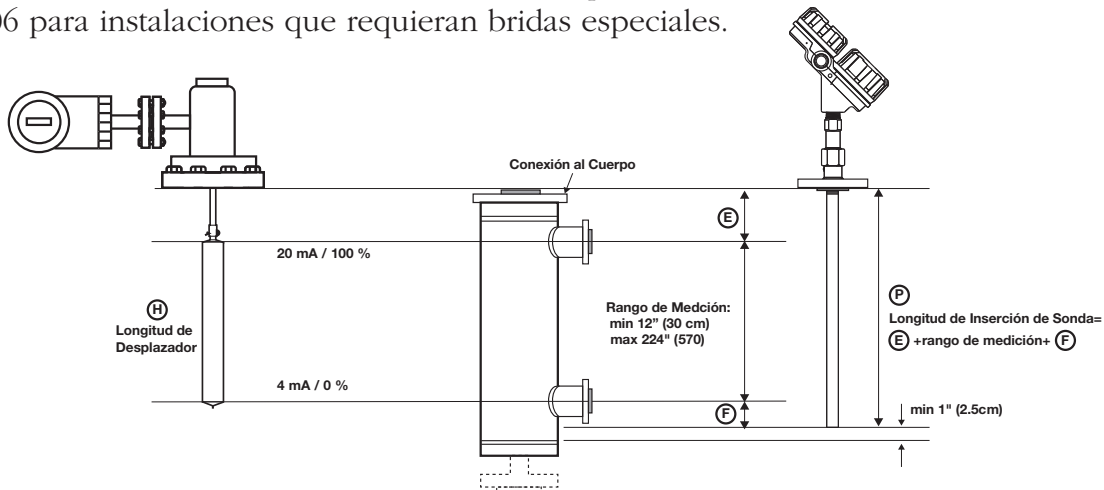 06 para instalaciones que requieran bridas especiales.
Conexión al Cuerpo
E
20 mA / 100 %
H
Longitud de
Desplazador
Rango de Medción:
min 12” (30 cm)
max 224" (570)
P
Longitud de Inserción de Sonda=
E +rango de medición+ F
4 mA / 0 %
F
min 1" (2.5cm)